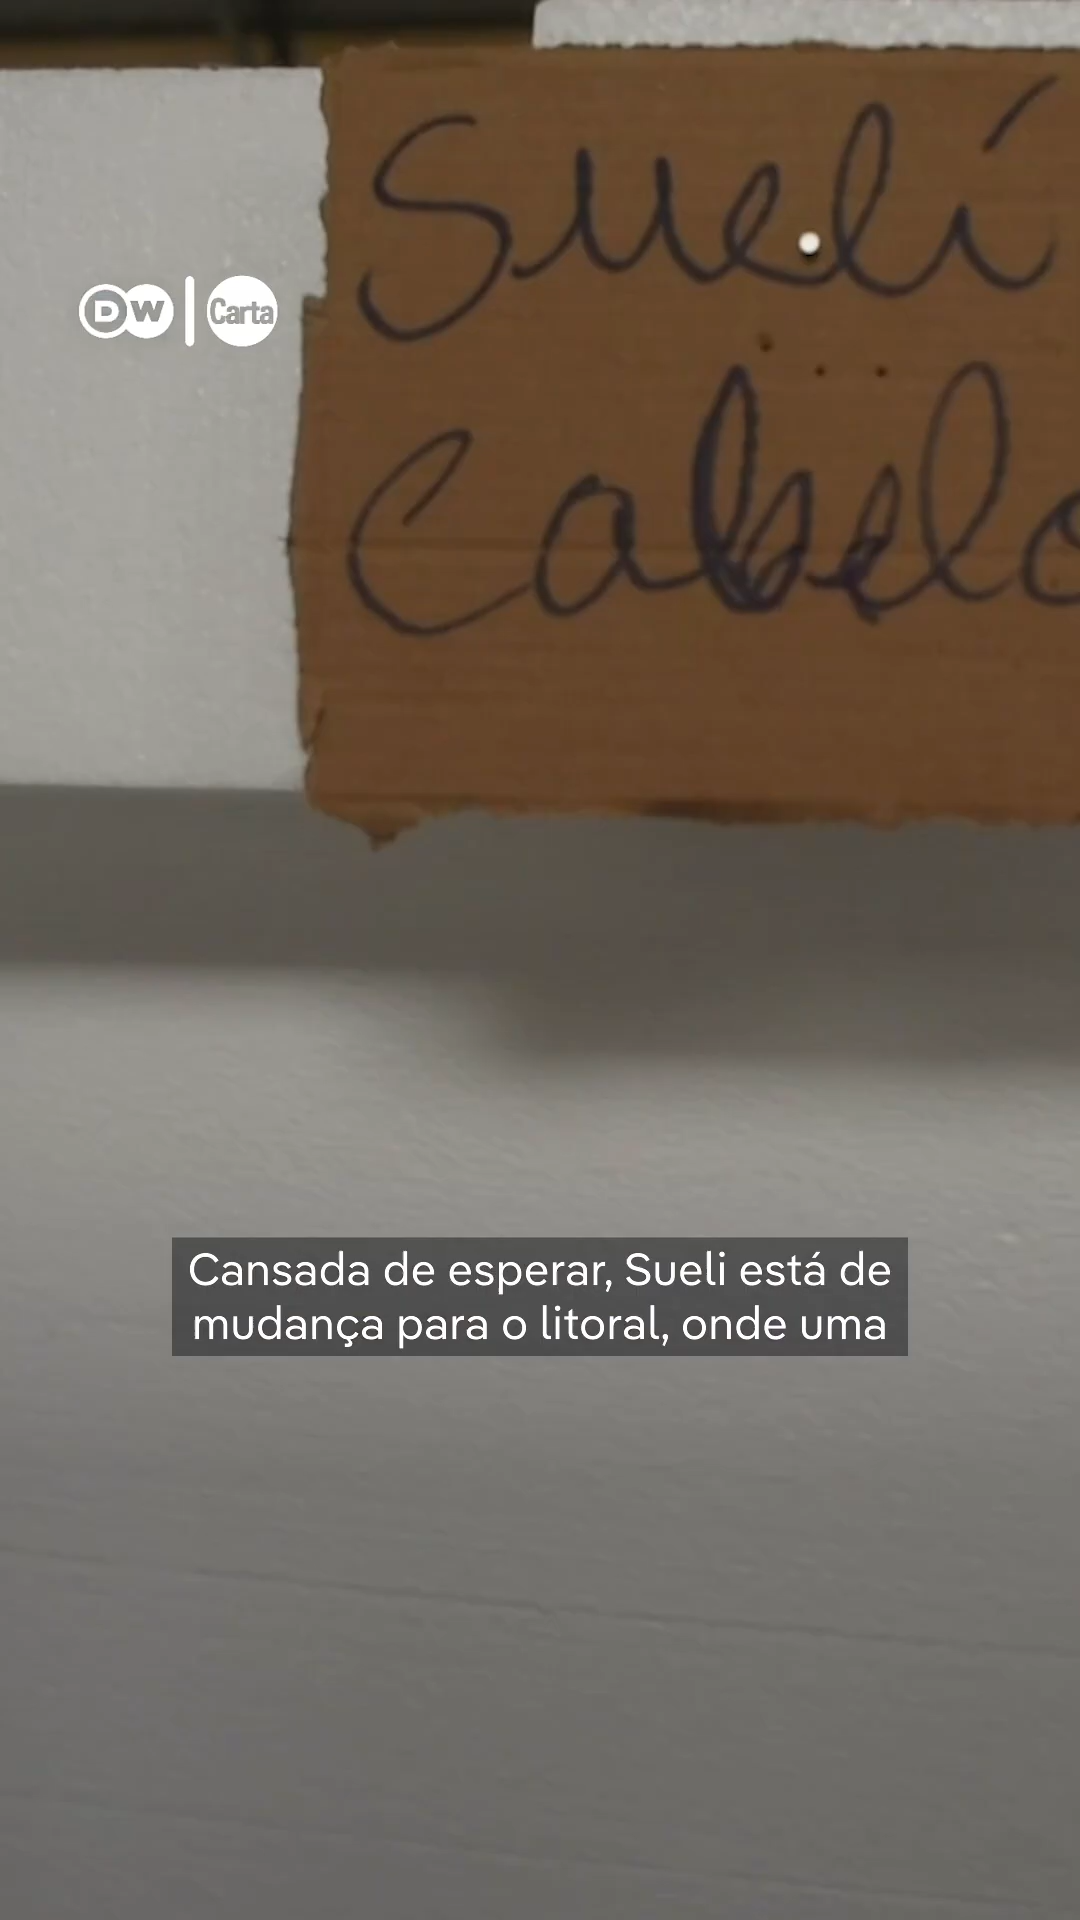 Sueli
DW | Carta
Cansada de esperar, Sueli está de
mudança para o litoral, onde uma